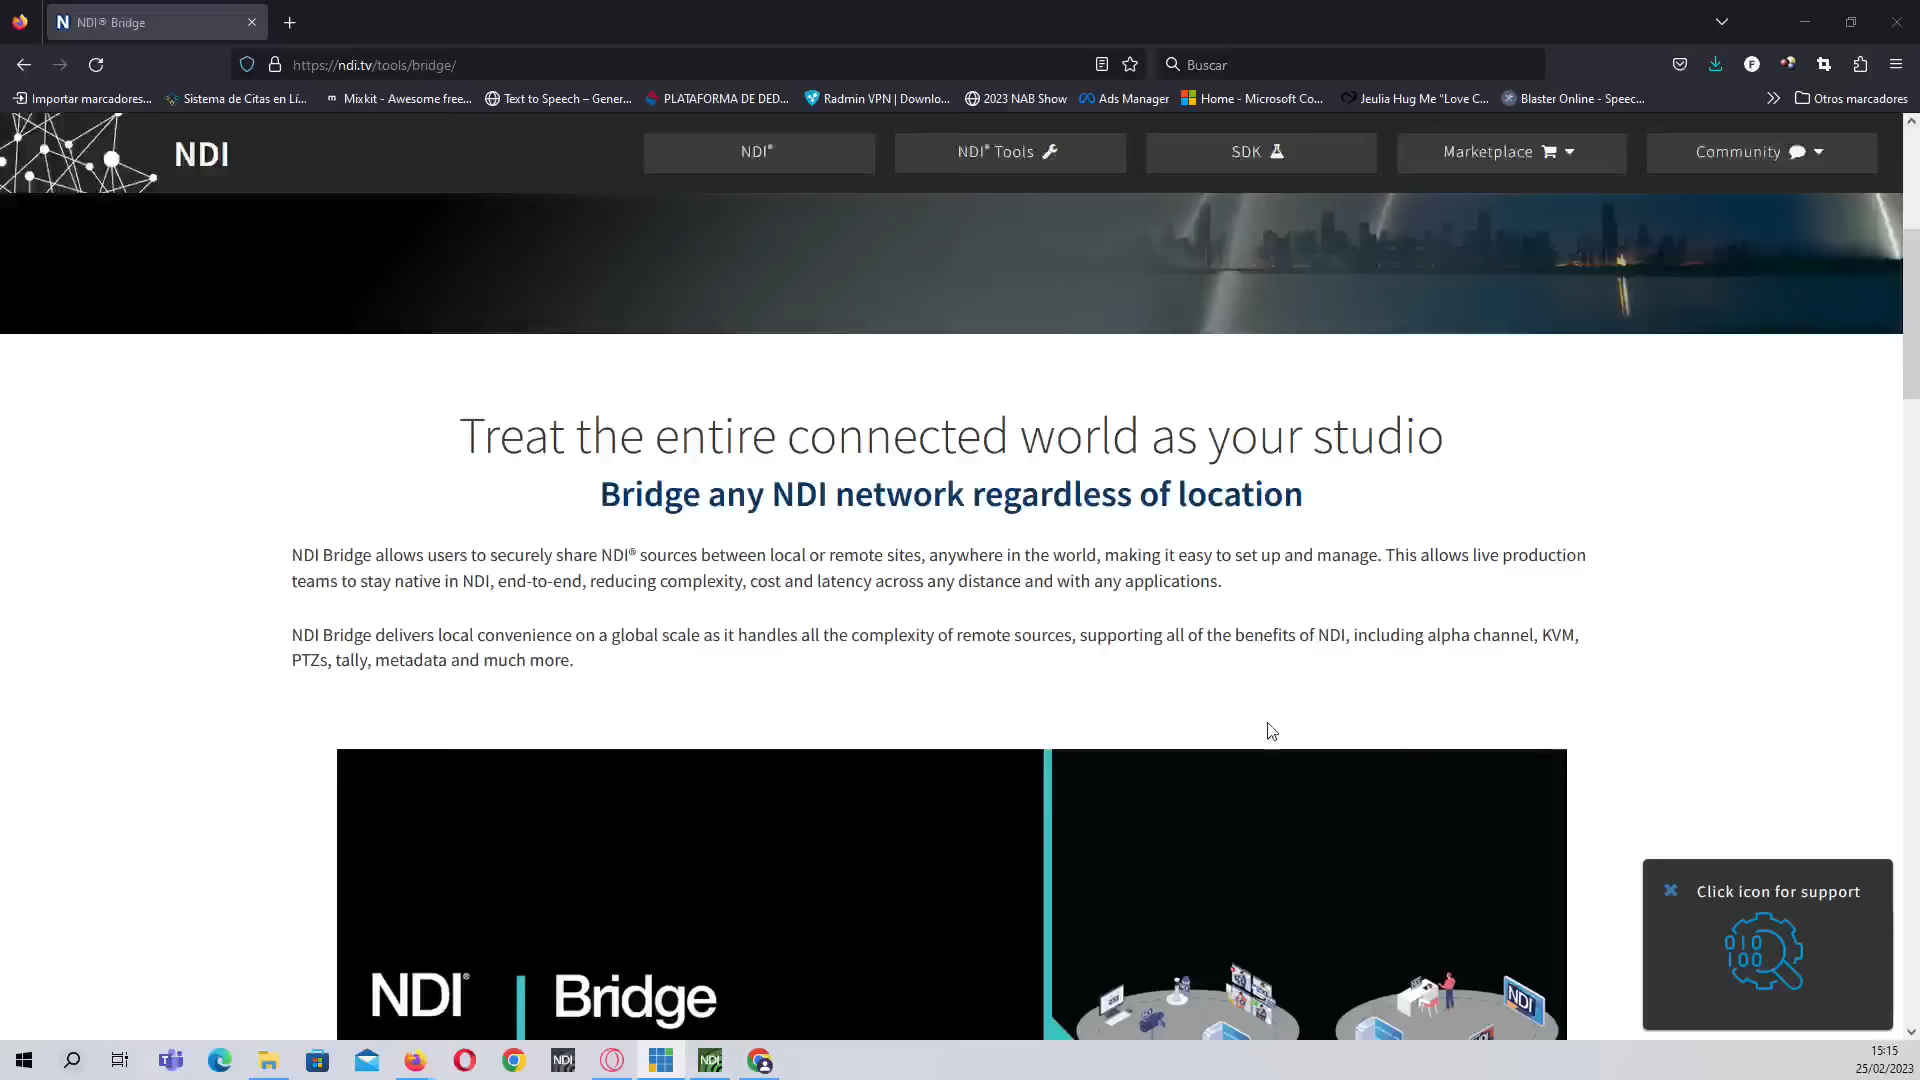 NDI® Bridge
https://ndi.tv/tools/bridge/
Buscar
Importar marcadores...
Sistema de Citas en Lí...
Mixkit - Awesome free...
Text to Speech – Gener...
PLATAFORMA DE DED...
Radmin VPN | Downlo...
2023 NAB Show
Ads Manager
Home - Microsoft Co...
Jeulia Hug Me "Love C...
Blaster Online - Speec...
Otros marcadores
NDI
NDI®
NDI® Tools
SDK
Marketplace
Community
Treat the entire connected world as your studio
Bridge any NDI network regardless of location
NDI Bridge allows users to securely share NDI® sources between local or remote sites, anywhere in the world, making it easy to set up and manage. This allows live production
teams to stay native in NDI, end-to-end, reducing complexity, cost and latency across any distance and with any applications.
NDI Bridge delivers local convenience on a global scale as it handles all the complexity of remote sources, supporting all of the benefits of NDI, including alpha channel, KVM,
PTZs, tally, metadata and much more.
NDI® Bridge
NDI
Click icon for support
010
100
NDI
NDI
15:15
25/02/2023